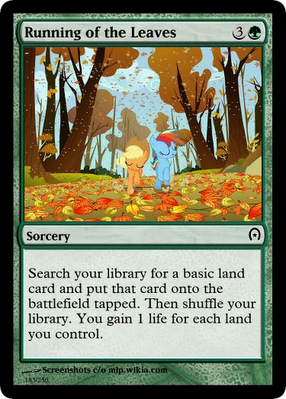 Running of the Leaves 3
Sorcery
Search your library for a basic land
card and put that card onto the
battlefield tapped. Then shuffle your
library. You gain 1 life for each land
you control.
Screenshots c/o mlp.wikia.com